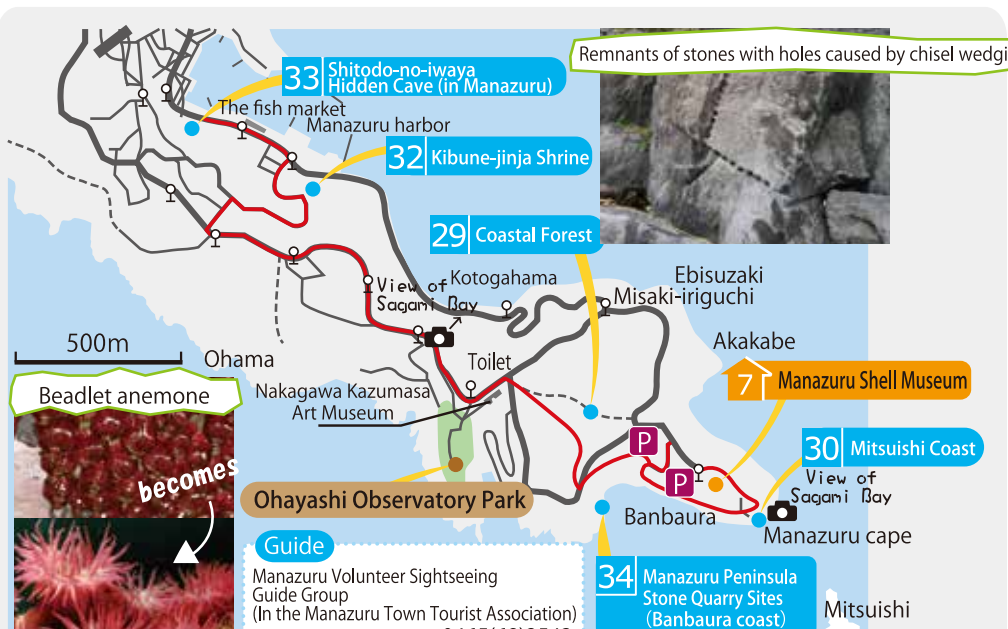 Remnants of stones with holes caused by chisel wedgi
33 Shitodo-no-iwaya
Hidden Cave (in Manazuru)
The fish market
Manazuru harbor
32 Kibune-jinja Shrine
29 Coastal Forest
View of
Sagami Bay
Kotogahama
Ebisuzaki
Misaki-iriguchi
500m
Ohama
Toilet
Akakabe
Nakagawa Kazumasa
Art Museum
7 Manazuru Shell Museum
Beadlet anemone
becomes
P
P
30 Mitsuishi Coast
View of
Sagami Bay
Ohayashi Observatory Park
Banbaura
Manazuru cape
Guide
Manazuru Volunteer Sightseeing
Guide Group
(In the Manazuru Town Tourist Association)
34 Manazuru Peninsula
Stone Quarry Sites
(Banbaura coast)
Mitsuishi